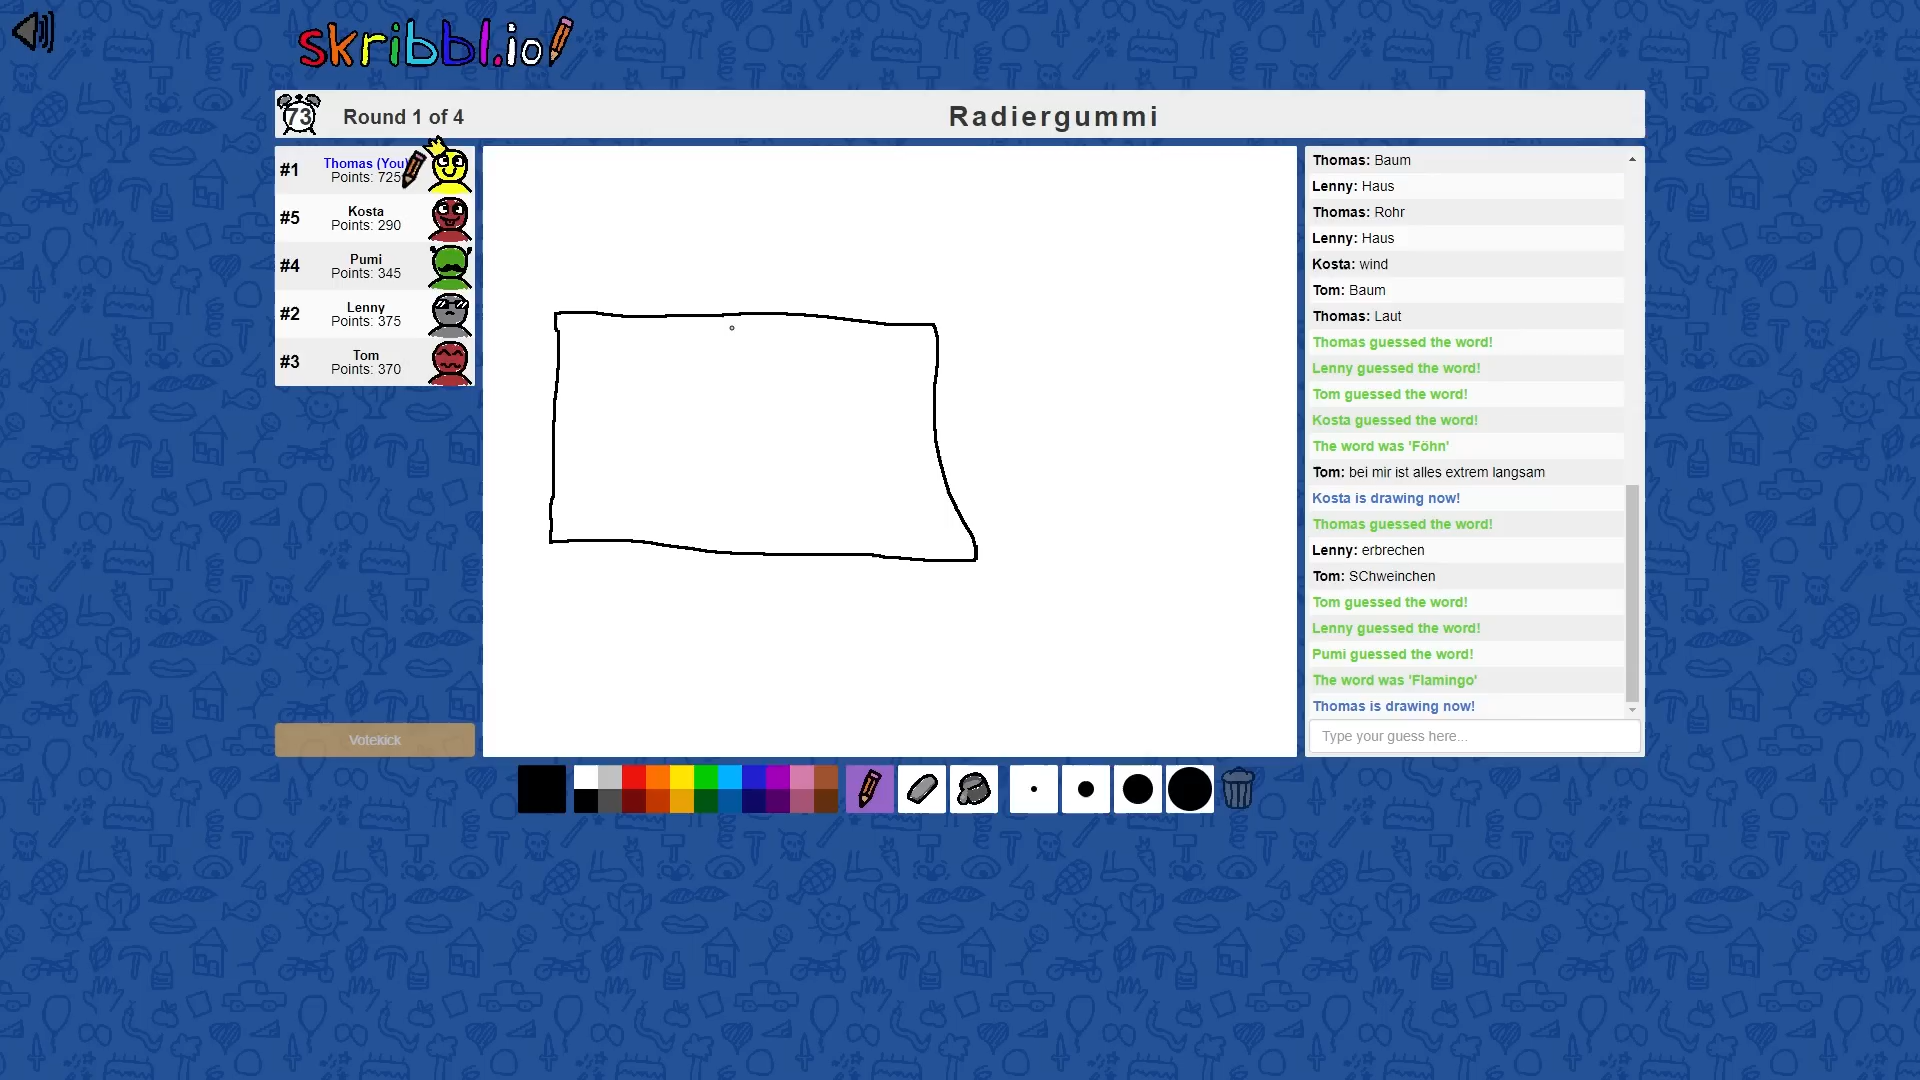 skribbl.io
73
Round 1 of 4
Radiergummi
#1
Thomas (You)
Points: 725
#5
Kosta
Points: 290
#4
Pumi
Points: 345
#2
Lenny
Points: 375
#3
Tom
Points: 370
Votekick
Thomas: Baum
Lenny: Haus
Thomas: Rohr
Lenny: Haus
Kosta: wind
Tom: Baum
Thomas: Laut
Thomas guessed the word!
Lenny guessed the word!
Tom guessed the word!
Kosta guessed the word!
The word was 'Föhn'
Tom: bei mir ist alles extrem langsam
Kosta is drawing now!
Thomas guessed the word!
Lenny: erbrechen
Tom: SChweinchen
Tom guessed the word!
Lenny guessed the word!
Pumi guessed the word!
The word was 'Flamingo'
Thomas is drawing now!
Type your guess here...